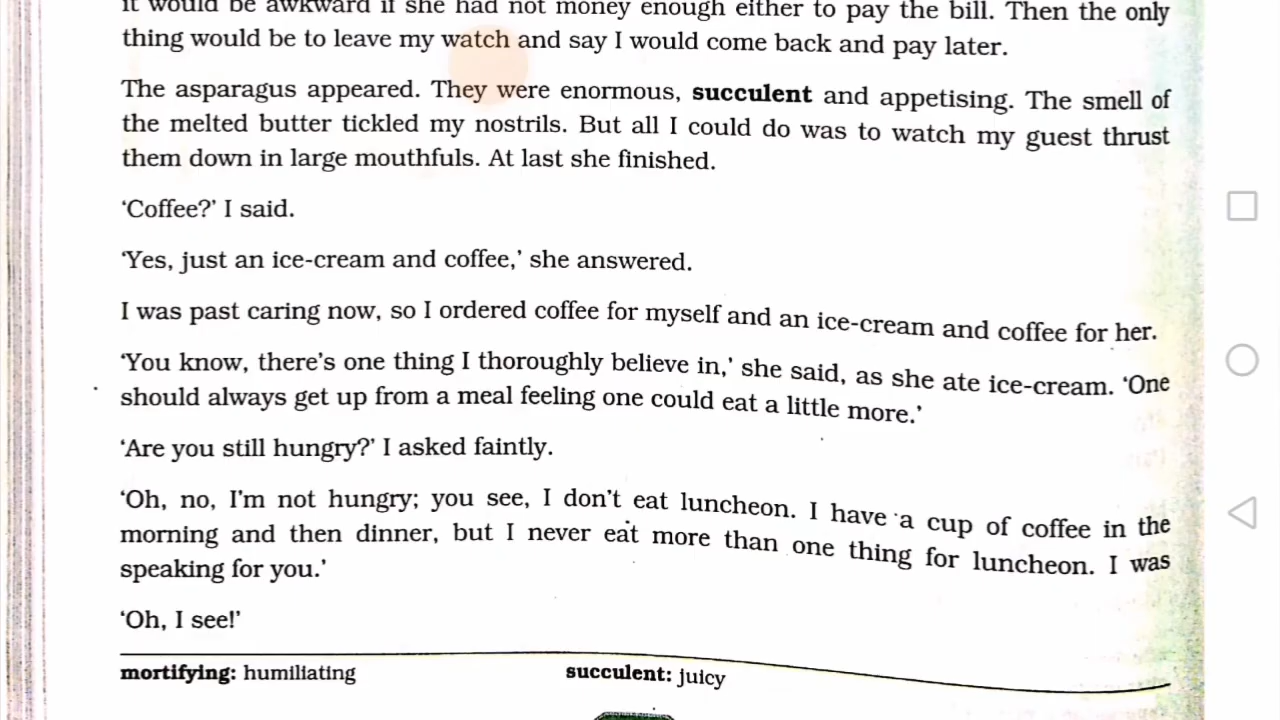 it would be awkward if she had not money enough either to pay the bill. Then the only
thing would be to leave my watch and say I would come back and pay later.
The asparagus appeared. They were enormous, succulent and appetising. The smell of
the melted butter tickled my nostrils. But all I could do was to watch my guest thrust
them down in large mouthfuls. At last she finished.
‘Coffee?’ I said.
‘Yes, just an ice-cream and coffee,’ she answered.
I was past caring now, so I ordered coffee for myself and an ice-cream and coffee for her.
‘You know, there’s one thing I thoroughly believe in,’ she said, as she ate ice-cream. ‘One
should always get up from a meal feeling one could eat a little more.’
‘Are you still hungry?’ I asked faintly.
‘Oh, no, I’m not hungry; you see, I don’t eat luncheon. I have a cup of coffee in the
morning and then dinner, but I never eat more than one thing for luncheon. I was
speaking for you.’
‘Oh, I see!’
mortifying: humiliating succulent: juicy